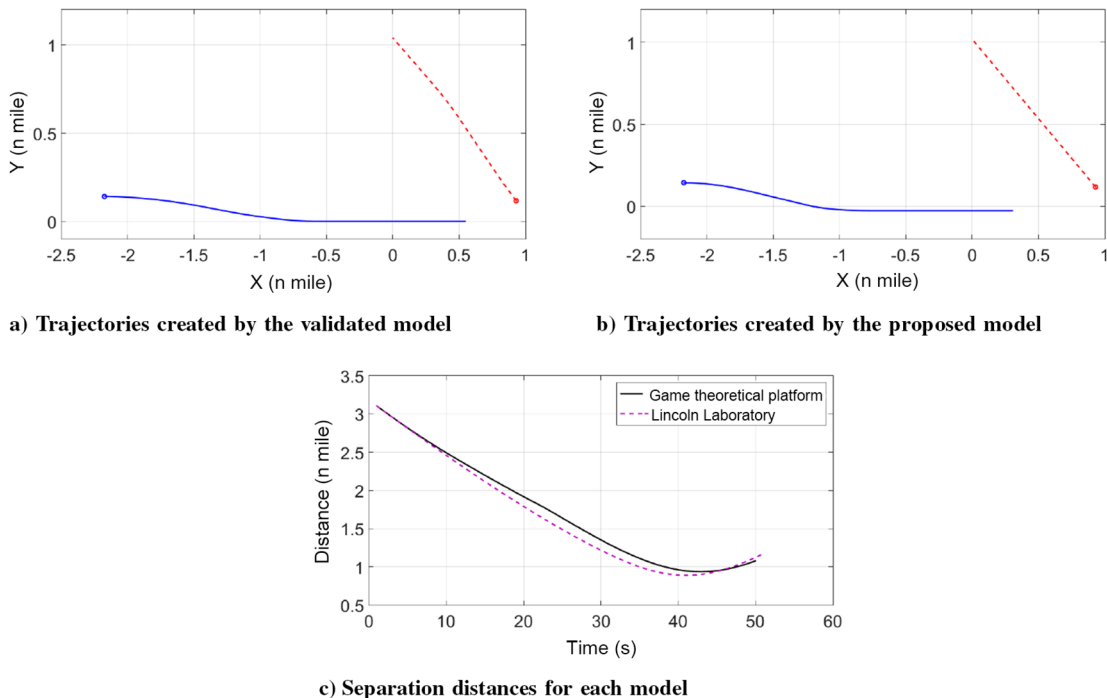 1
0.5
0
Y (n mile)
-2.5 -2 -1.5 -1 -0.5 0 0.5 1
X (n mile)
a) Trajectories created by the validated model
1
0.5
0
Y (n mile)
-2.5 -2 -1.5 -1 -0.5 0 0.5 1
X (n mile)
b) Trajectories created by the proposed model
3.5
3
2.5
2
1.5
1
0.5
Distance (n mile)
Game theoretical platform
Lincoln Laboratory
0 10 20 30 40 50 60
Time (s)
c) Separation distances for each model